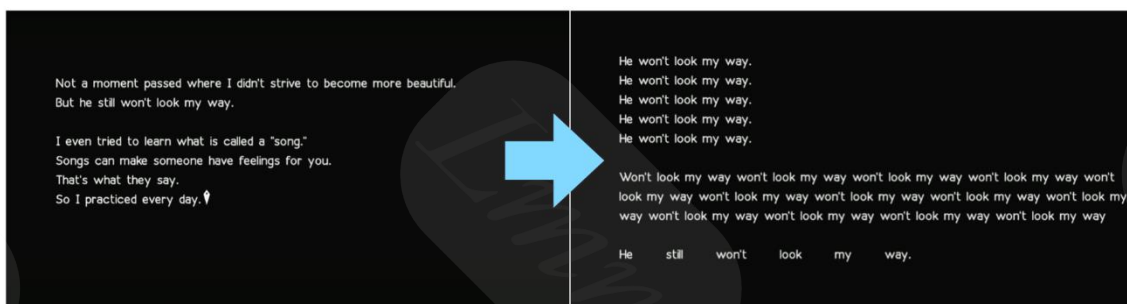 Not a moment passed where I didn't strive to become more beautiful.
But he still won't look my way.
I even tried to learn what is called a "song."
Songs can make someone have feelings for you.
That's what they say.
So I practiced every day.
He won't look my way.
He won't look my way.
He won't look my way.
He won't look my way.
He won't look my way.
Won't look my way won't look my way won't look my way won't look my way won't
look my way won't look my way won't look my way won't look my way won't look my
way won't look my way won't look my way won't look my way won't look my way
He still won't look my way.